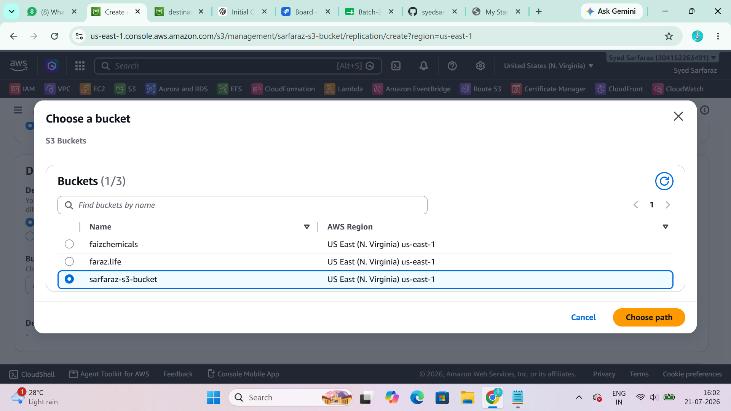 (8) Wha
Create
destina
Initial C
Board -
Batch-2
syedsar
My Star
Ask Gemini
us-east-1.console.aws.amazon.com/s3/management/sarfaraz-s3-bucket/replication/create?region=us-east-1
aws
Search
[Alt+S]
United States (N. Virginia)
Syed Sarfaraz
IAM
VPC
EC2
S3
Aurora and RDS
EFS
CloudFormation
Lambda
Amazon EventBridge
Route 53
Certificate Manager
CloudFront
CloudWatch
Choose a bucket
S3 Buckets
Buckets (1/3)
Find buckets by name
1
Name
AWS Region
faizchemicals
US East (N. Virginia) us-east-1
faraz.life
US East (N. Virginia) us-east-1
sarfaraz-s3-bucket
US East (N. Virginia) us-east-1
Cancel
Choose path
CloudShell
Agent Toolkit for AWS
Feedback
Console Mobile App
© 2026, Amazon Web Services, Inc. or its affiliates.
Privacy
Terms
Cookie preferences
1
28°C
Light rain
Search
ENG
IN
16:02
21-07-2026